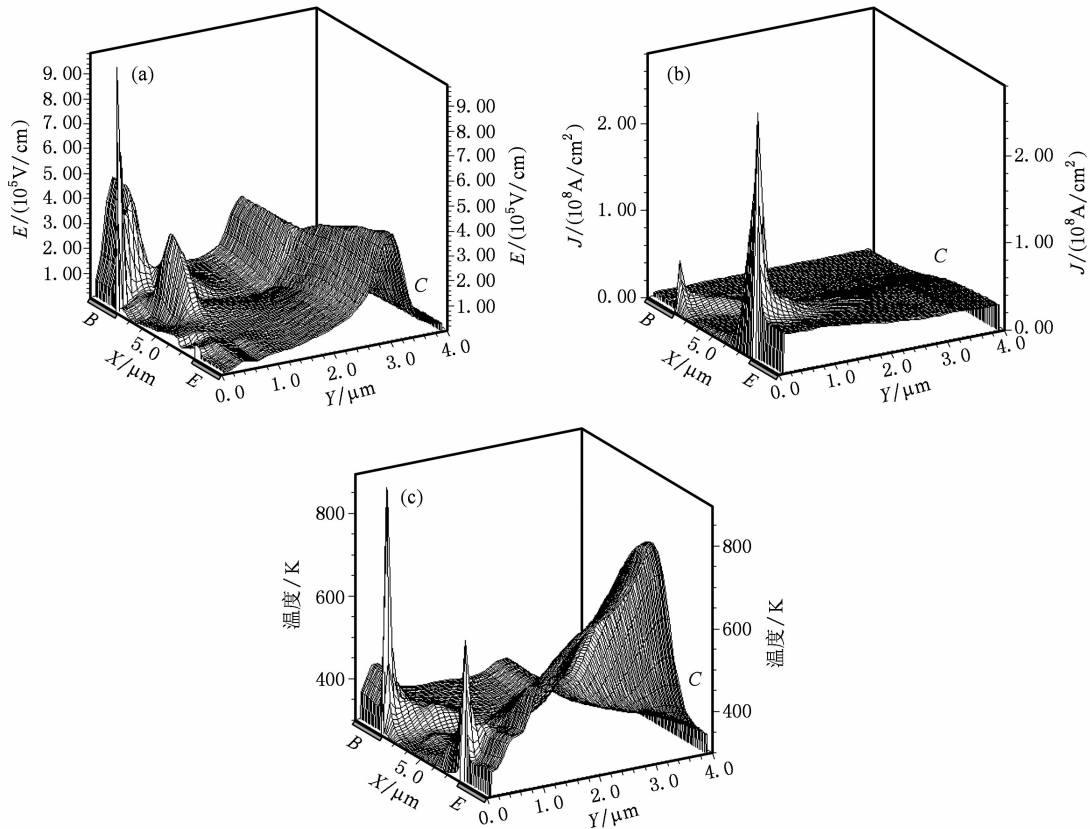 (a)
9.00
8.00
7.00
6.00
5.00
4.00
3.00
2.00
1.00
E/(10⁵V/cm)
9.00
8.00
7.00
6.00
5.00
4.00
3.00
2.00
1.00
E/(10⁵V/cm)
B
5.0
X/μm
E
C
0.0
1.0
2.0
3.0
4.0
Y/μm
(b)
2.00
1.00
0.00
J/(10⁸A/cm²)
2.00
1.00
0.00
J/(10⁸A/cm²)
B
5.0
X/μm
E
C
0.0
1.0
2.0
3.0
4.0
Y/μm
(c)
800
600
400
温度/K
800
600
400
温度/K
B
5.0
X/μm
E
C
0.0
1.0
2.0
3.0
4.0
Y/μm